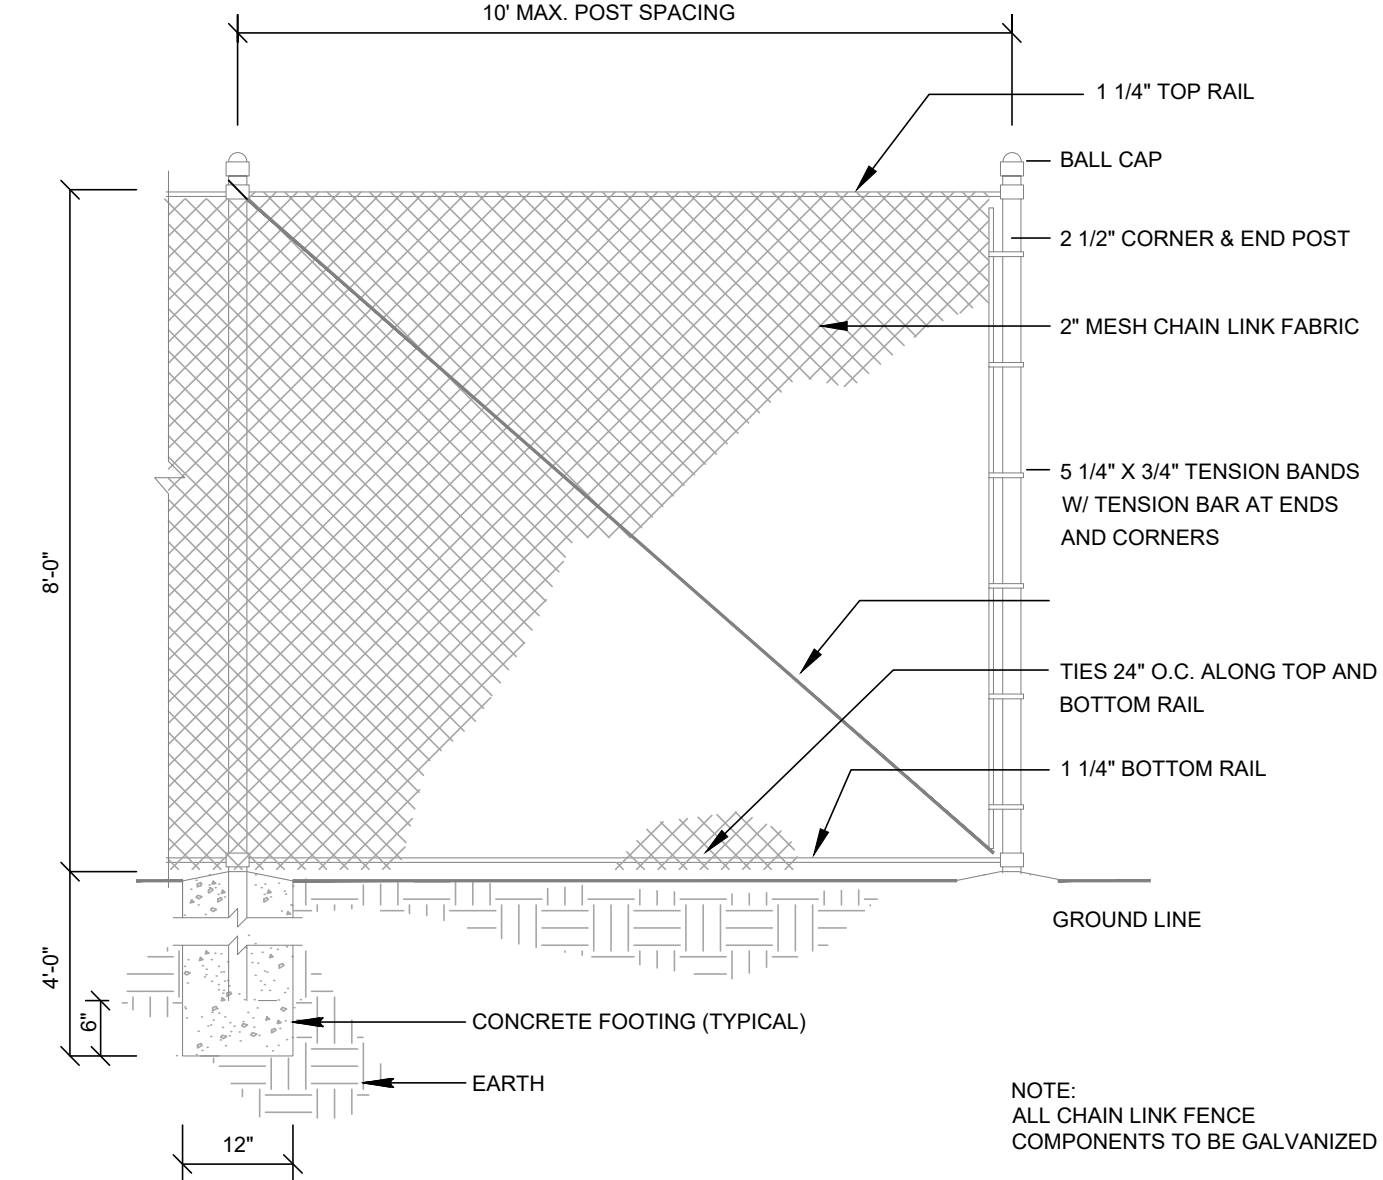 10' MAX. POST SPACING
1 1/4" TOP RAIL
BALL CAP
2 1/2" CORNER & END POST
2" MESH CHAIN LINK FABRIC
5 1/4" X 3/4" TENSION BANDS
W/ TENSION BAR AT ENDS
AND CORNERS
8'-0"
TIES 24" O.C. ALONG TOP AND
BOTTOM RAIL
1 1/4" BOTTOM RAIL
GROUND LINE
4'-0"
6"
CONCRETE FOOTING (TYPICAL)
EARTH
12"
NOTE:
ALL CHAIN LINK FENCE
COMPONENTS TO BE GALVANIZED